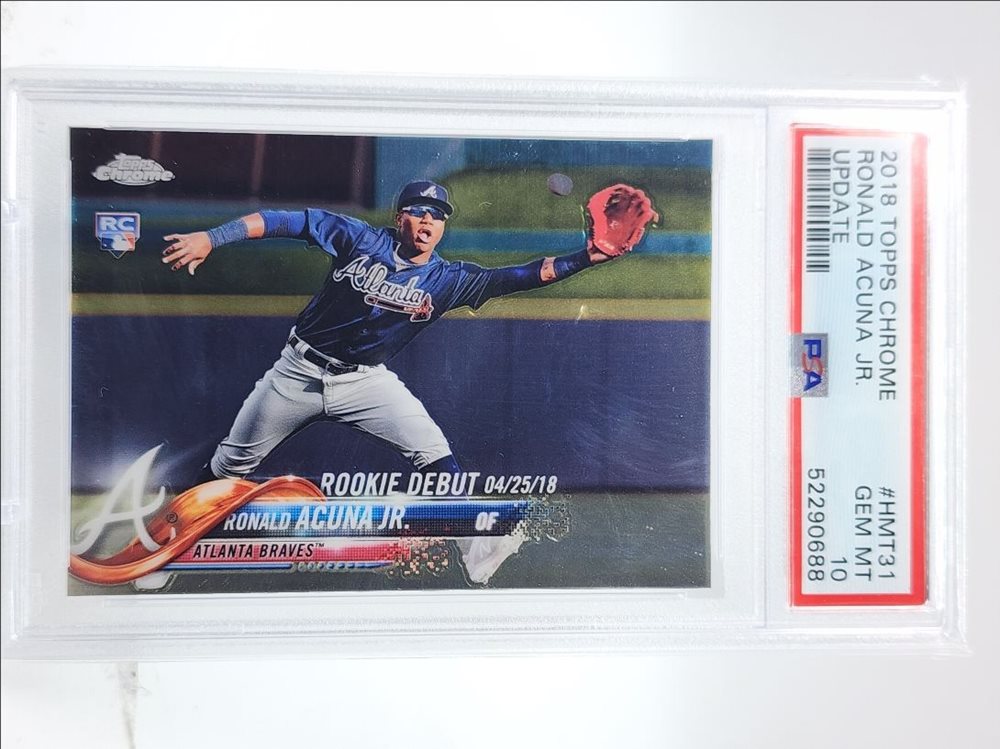 Topps
Chrome
RC
A
Atlanta
A
ROOKIE DEBUT 04/25/18
RONALD ACUNA JR. OF
ATLANTA BRAVES™
2018 TOPPS CHROME #HMT31
RONALD ACUNA JR. GEM MT
UPDATE 10
PSA 52290688